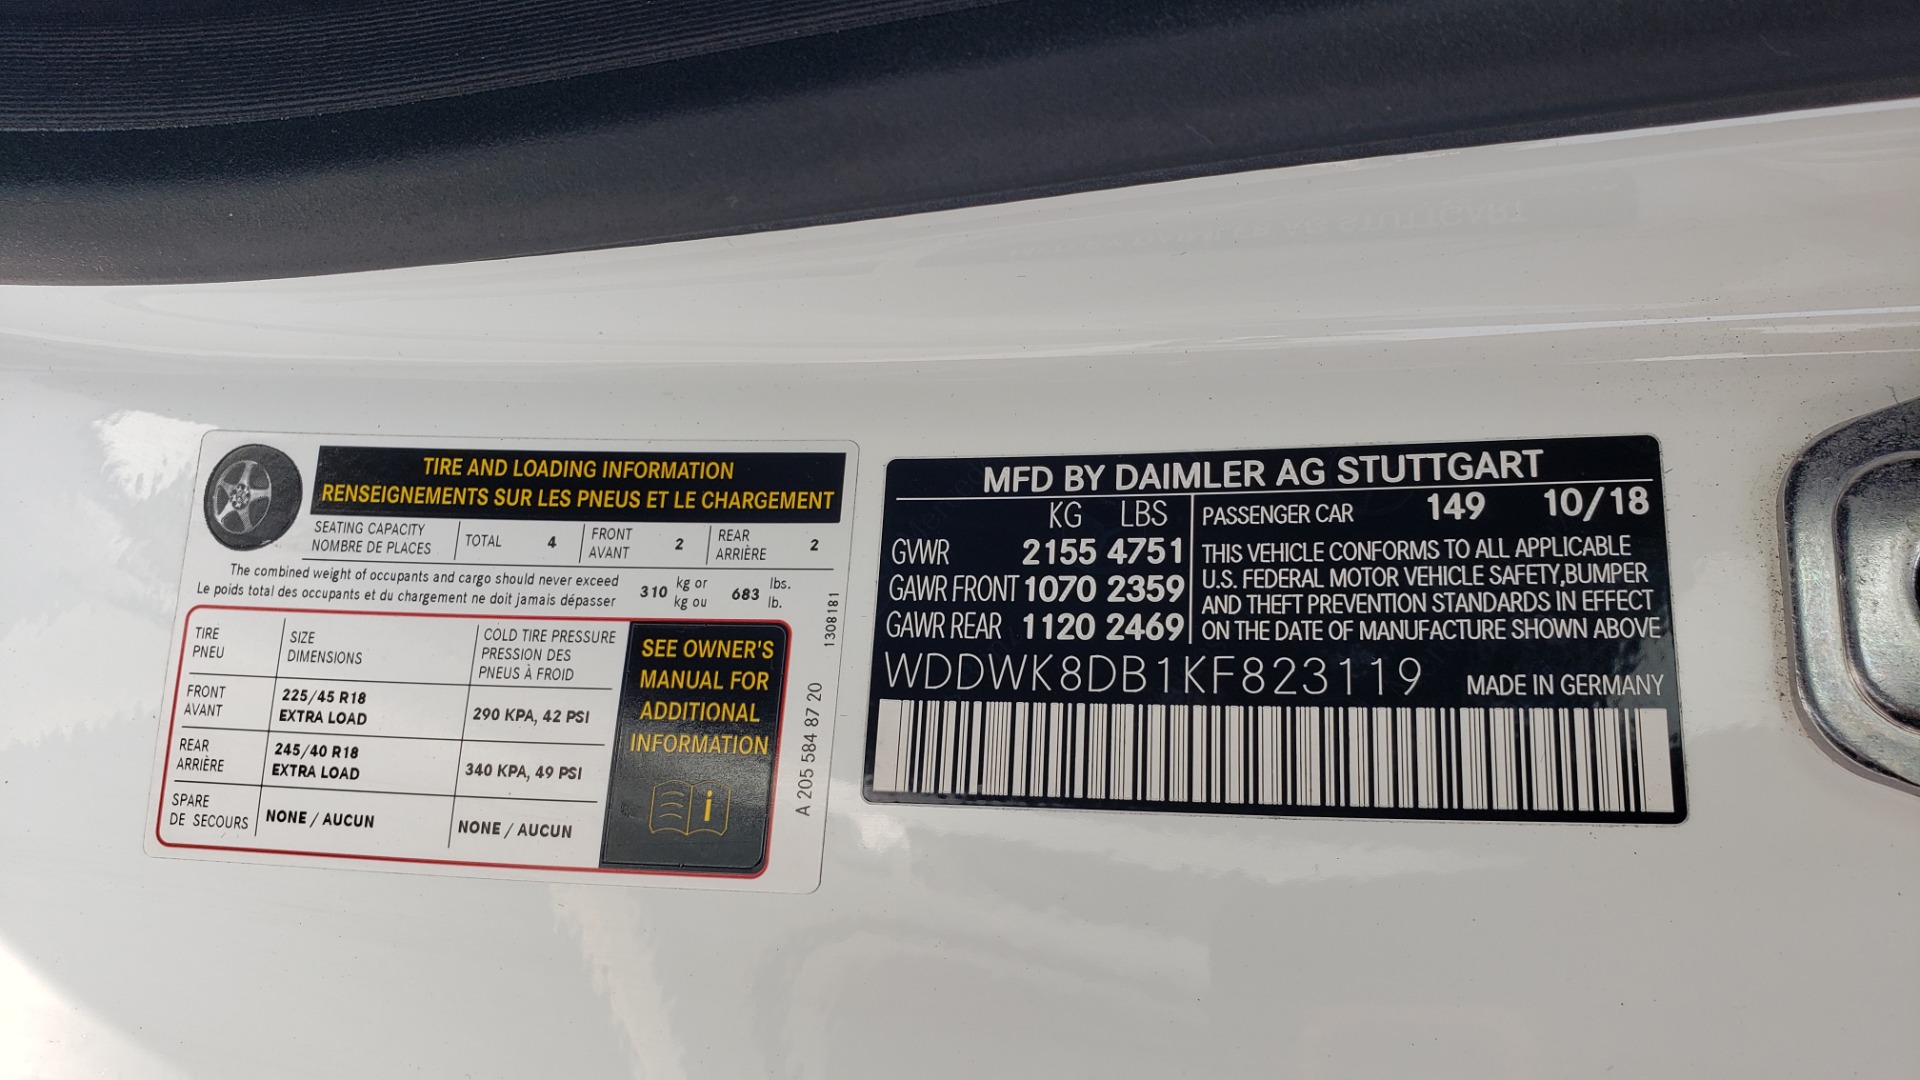 TIRE AND LOADING INFORMATION
RENSEIGNEMENTS SUR LES PNEUS ET LE CHARGEMENT
SEATING CAPACITY TOTAL 4 FRONT 2 REAR 2
NOMBRE DE PLACES AVANT ARRIÈRE
The combined weight of occupants and cargo should never exceed 310 kg or 683 lbs.
Le poids total des occupants et du chargement ne doit jamais dépasser kg ou lb.
TIRE SIZE COLD TIRE PRESSURE
PNEU DIMENSIONS PRESSION DES
PNEUS À FROID
FRONT 225/45 R18 290 KPA, 42 PSI
AVANT EXTRA LOAD
REAR 245/40 R18 340 KPA, 49 PSI
ARRIÈRE EXTRA LOAD
SPARE NONE / AUCUN NONE / AUCUN
DE SECOURS
SEE OWNER'S
MANUAL FOR
ADDITIONAL
INFORMATION
i
1308181
A 205 584 87 20
MFD BY DAIMLER AG STUTTGART
KG LBS
GVWR 2155 4751
GAWR FRONT 1070 2359
GAWR REAR 1120 2469
PASSENGER CAR 149 10/18
THIS VEHICLE CONFORMS TO ALL APPLICABLE
U.S. FEDERAL MOTOR VEHICLE SAFETY,BUMPER
AND THEFT PREVENTION STANDARDS IN EFFECT
ON THE DATE OF MANUFACTURE SHOWN ABOVE
WDDWK8DB1KF823119 MADE IN GERMANY